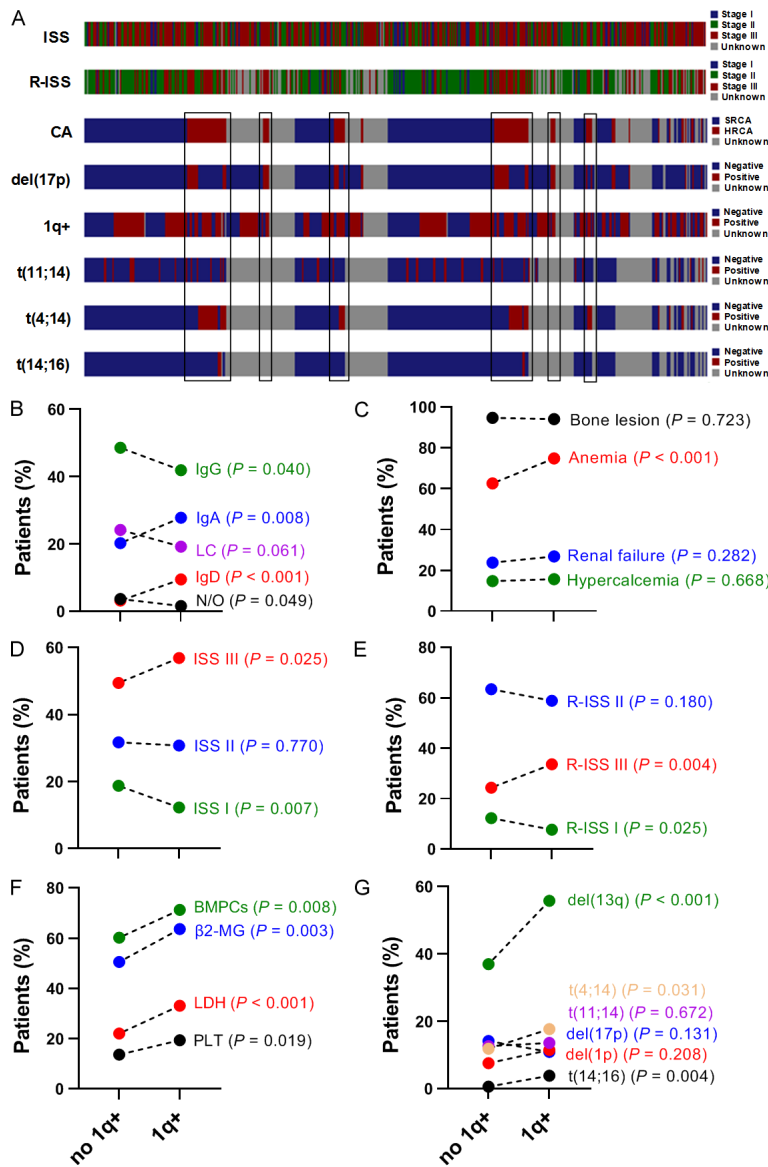 A
ISS
Stage I
Stage II
Stage III
Unknown
R-ISS
Stage I
Stage II
Stage III
Unknown
CA
SRCA
HRCA
Unknown
del(17p)
Negative
Positive
Unknown
1q+
Negative
Positive
Unknown
t(11;14)
Negative
Positive
Unknown
t(4;14)
Negative
Positive
Unknown
t(14;16)
Negative
Positive
Unknown
B
Patients (%)
60
40
20
0
IgG (P = 0.040)
IgA (P = 0.008)
LC (P = 0.061)
IgD (P < 0.001)
N/O (P = 0.049)
C
Patients (%)
100
80
60
40
20
0
Bone lesion (P = 0.723)
Anemia (P < 0.001)
Renal failure (P = 0.282)
Hypercalcemia (P = 0.668)
D
Patients (%)
60
40
20
0
ISS III (P = 0.025)
ISS II (P = 0.770)
ISS I (P = 0.007)
E
Patients (%)
80
60
40
20
0
R-ISS II (P = 0.180)
R-ISS III (P = 0.004)
R-ISS I (P = 0.025)
F
Patients (%)
80
60
40
20
0
BMPCs (P = 0.008)
β2-MG (P = 0.003)
LDH (P < 0.001)
PLT (P = 0.019)
no 1q+
1q+
G
Patients (%)
60
40
20
0
del(13q) (P < 0.001)
t(4;14) (P = 0.031)
t(11;14) (P = 0.672)
del(17p) (P = 0.131)
del(1p) (P = 0.208)
t(14;16) (P = 0.004)
no 1q+
1q+